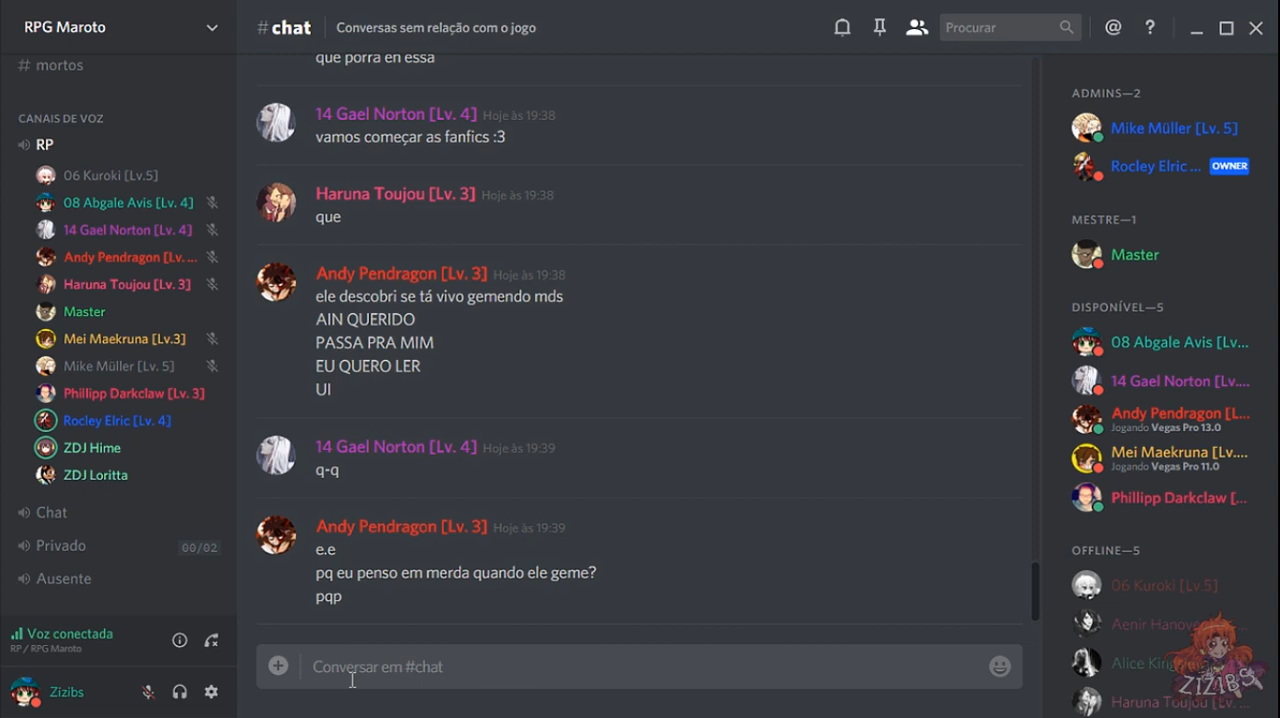 RPG Maroto
# mortos
CANAIS DE VOZ
RP
06 Kuroki [Lv.5]
08 Abgale Avis [Lv. 4]
14 Gael Norton [Lv. 4]
Andy Pendragon [Lv. ...
Haruna Toujou [Lv. 3]
Master
Mei Maekruna [Lv.3]
Mike Müller [Lv. 5]
Phillipp Darkclaw [Lv. 3]
Rocley Elric [Lv. 4]
ZDJ Hime
ZDJ Loritta
Chat
Privado 00/02
Ausente
Voz conectada
RP / RPG Maroto
Zizibs
#chat Conversas sem relação com o jogo
Procurar
que porra en essa
14 Gael Norton [Lv. 4] Hoje às 19:38
vamos começar as fanfics :3
Haruna Toujou [Lv. 3] Hoje às 19:38
que
Andy Pendragon [Lv. 3] Hoje às 19:38
ele descobri se tá vivo gemendo mds
AIN QUERIDO
PASSA PRA MIM
EU QUERO LER
UI
14 Gael Norton [Lv. 4] Hoje às 19:39
q-q
Andy Pendragon [Lv. 3] Hoje às 19:39
e.e
pq eu penso em merda quando ele geme?
pqp
Conversar em #chat
ADMINS—2
Mike Müller [Lv. 5]
Rocley Elric ... OWNER
MESTRE—1
Master
DISPONÍVEL—5
08 Abgale Avis [Lv...
14 Gael Norton [Lv....
Andy Pendragon [L...
Jogando Vegas Pro 13.0
Mei Maekruna [Lv....
Jogando Vegas Pro 11.0
Phillipp Darkclaw [...
OFFLINE—5
06 Kuroki [Lv.5]
Aenir Hanove
Alice King
Haruna Toujou [Lv. ...
ZIZIBS